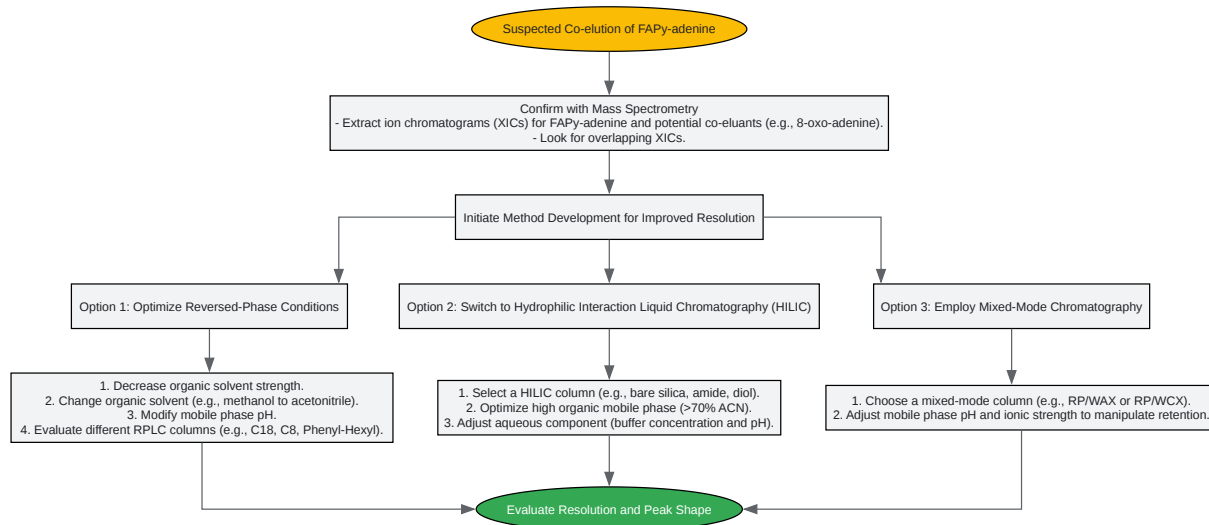 Suspected Co-elution of FAPy-adenine
Confirm with Mass Spectrometry
- Extract ion chromatograms (XICs) for FAPy-adenine and potential co-eluants (e.g., 8-oxo-adenine).
- Look for overlapping XICs.
Initiate Method Development for Improved Resolution
Option 1: Optimize Reversed-Phase Conditions
Option 2: Switch to Hydrophilic Interaction Liquid Chromatography (HILIC)
Option 3: Employ Mixed-Mode Chromatography
1. Decrease organic solvent strength.
2. Change organic solvent (e.g., methanol to acetonitrile).
3. Modify mobile phase pH.
4. Evaluate different RPLC columns (e.g., C18, C8, Phenyl-Hexyl).
1. Select a HILIC column (e.g., bare silica, amide, diol).
2. Optimize high organic mobile phase (>70% ACN).
3. Adjust aqueous component (buffer concentration and pH).
1. Choose a mixed-mode column (e.g., RP/WAX or RP/WCX).
2. Adjust mobile phase pH and ionic strength to manipulate retention.
Evaluate Resolution and Peak Shape